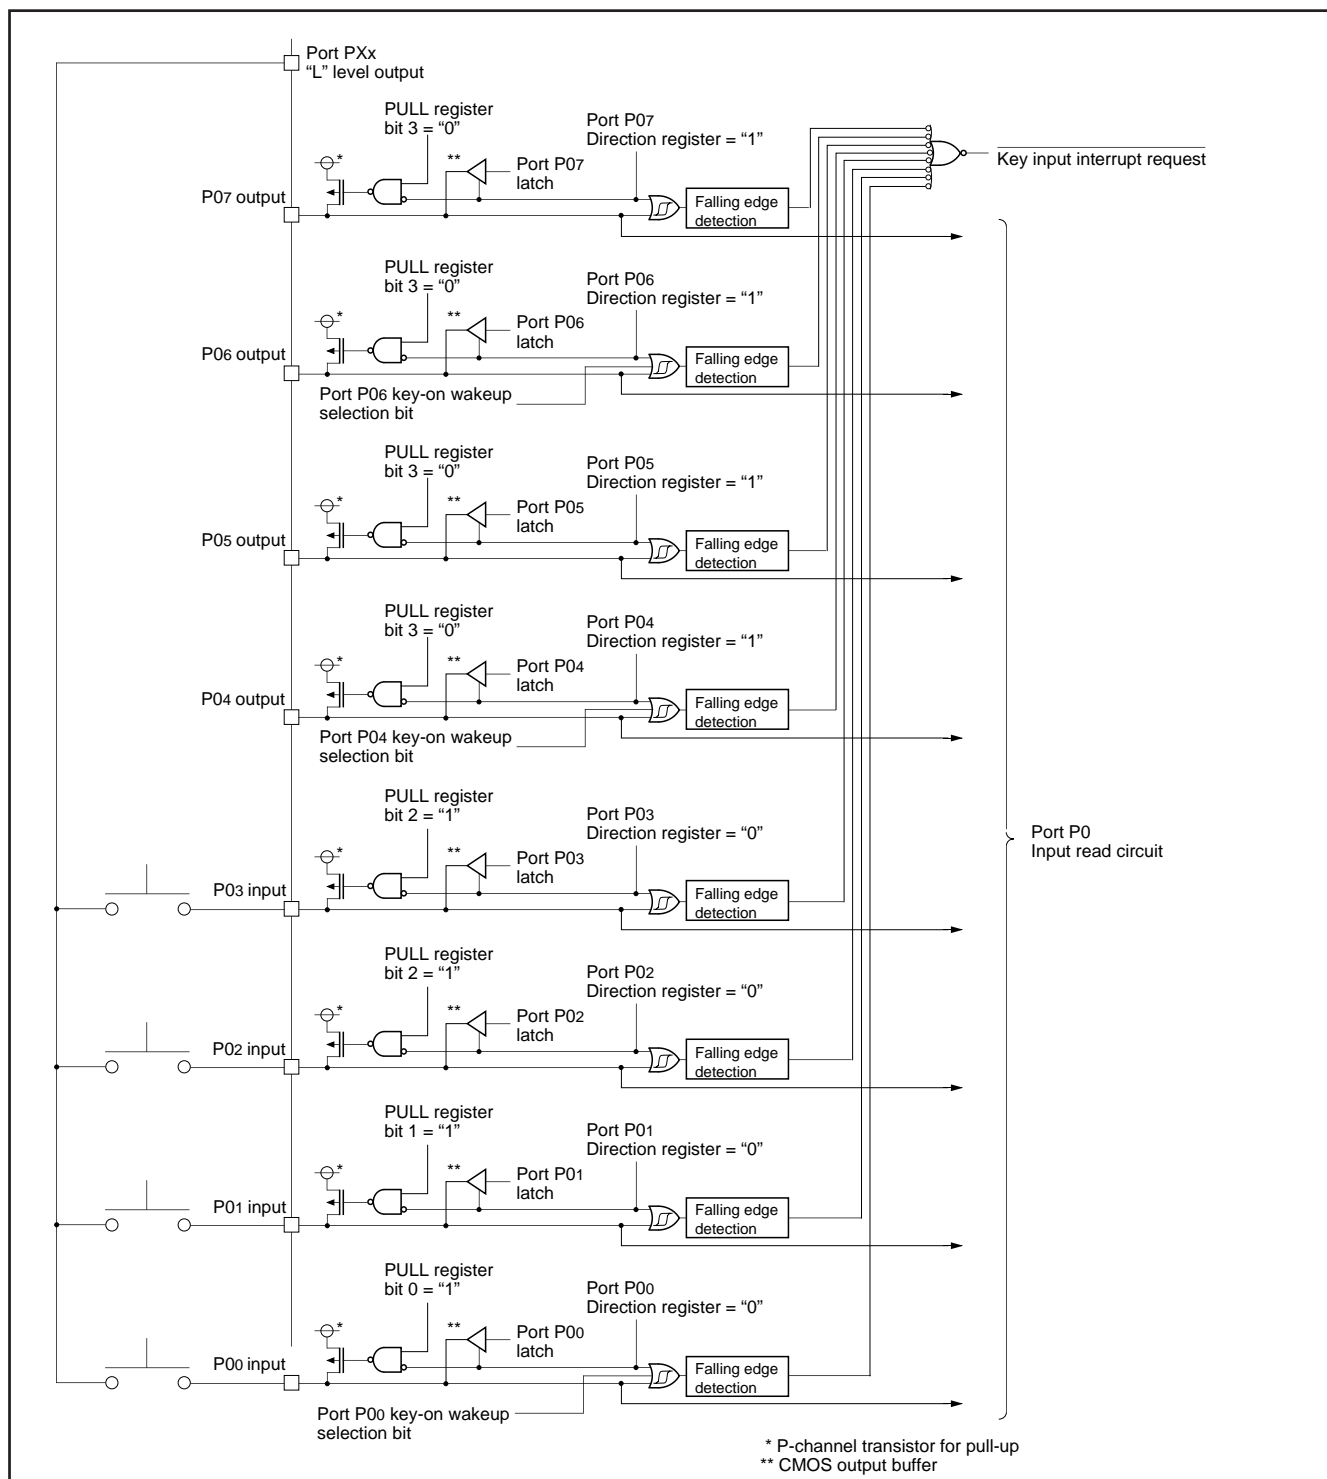 Port PXx
“L” level output
PULL register
bit 3 = “0”
Port P07
Direction register = “1”
*
**
Port P07
latch
Key input interrupt request
P07 output
Falling edge
detection
PULL register
bit 3 = “0”
Port P06
Direction register = “1”
*
**
Port P06
latch
P06 output
Falling edge
detection
Port P06 key-on wakeup
selection bit
PULL register
bit 3 = “0”
Port P05
Direction register = “1”
*
**
Port P05
latch
P05 output
Falling edge
detection
PULL register
bit 3 = “0”
Port P04
Direction register = “1”
*
**
Port P04
latch
P04 output
Falling edge
detection
Port P04 key-on wakeup
selection bit
PULL register
bit 2 = “1”
Port P03
Direction register = “0”
Port P0
Input read circuit
*
**
Port P03
latch
P03 input
Falling edge
detection
PULL register
bit 2 = “1”
Port P02
Direction register = “0”
*
**
Port P02
latch
P02 input
Falling edge
detection
PULL register
bit 1 = “1”
Port P01
Direction register = “0”
*
**
Port P01
latch
P01 input
Falling edge
detection
PULL register
bit 0 = “1”
Port P00
Direction register = “0”
*
**
Port P00
latch
P00 input
Falling edge
detection
Port P00 key-on wakeup
selection bit
* P-channel transistor for pull-up
** CMOS output buffer